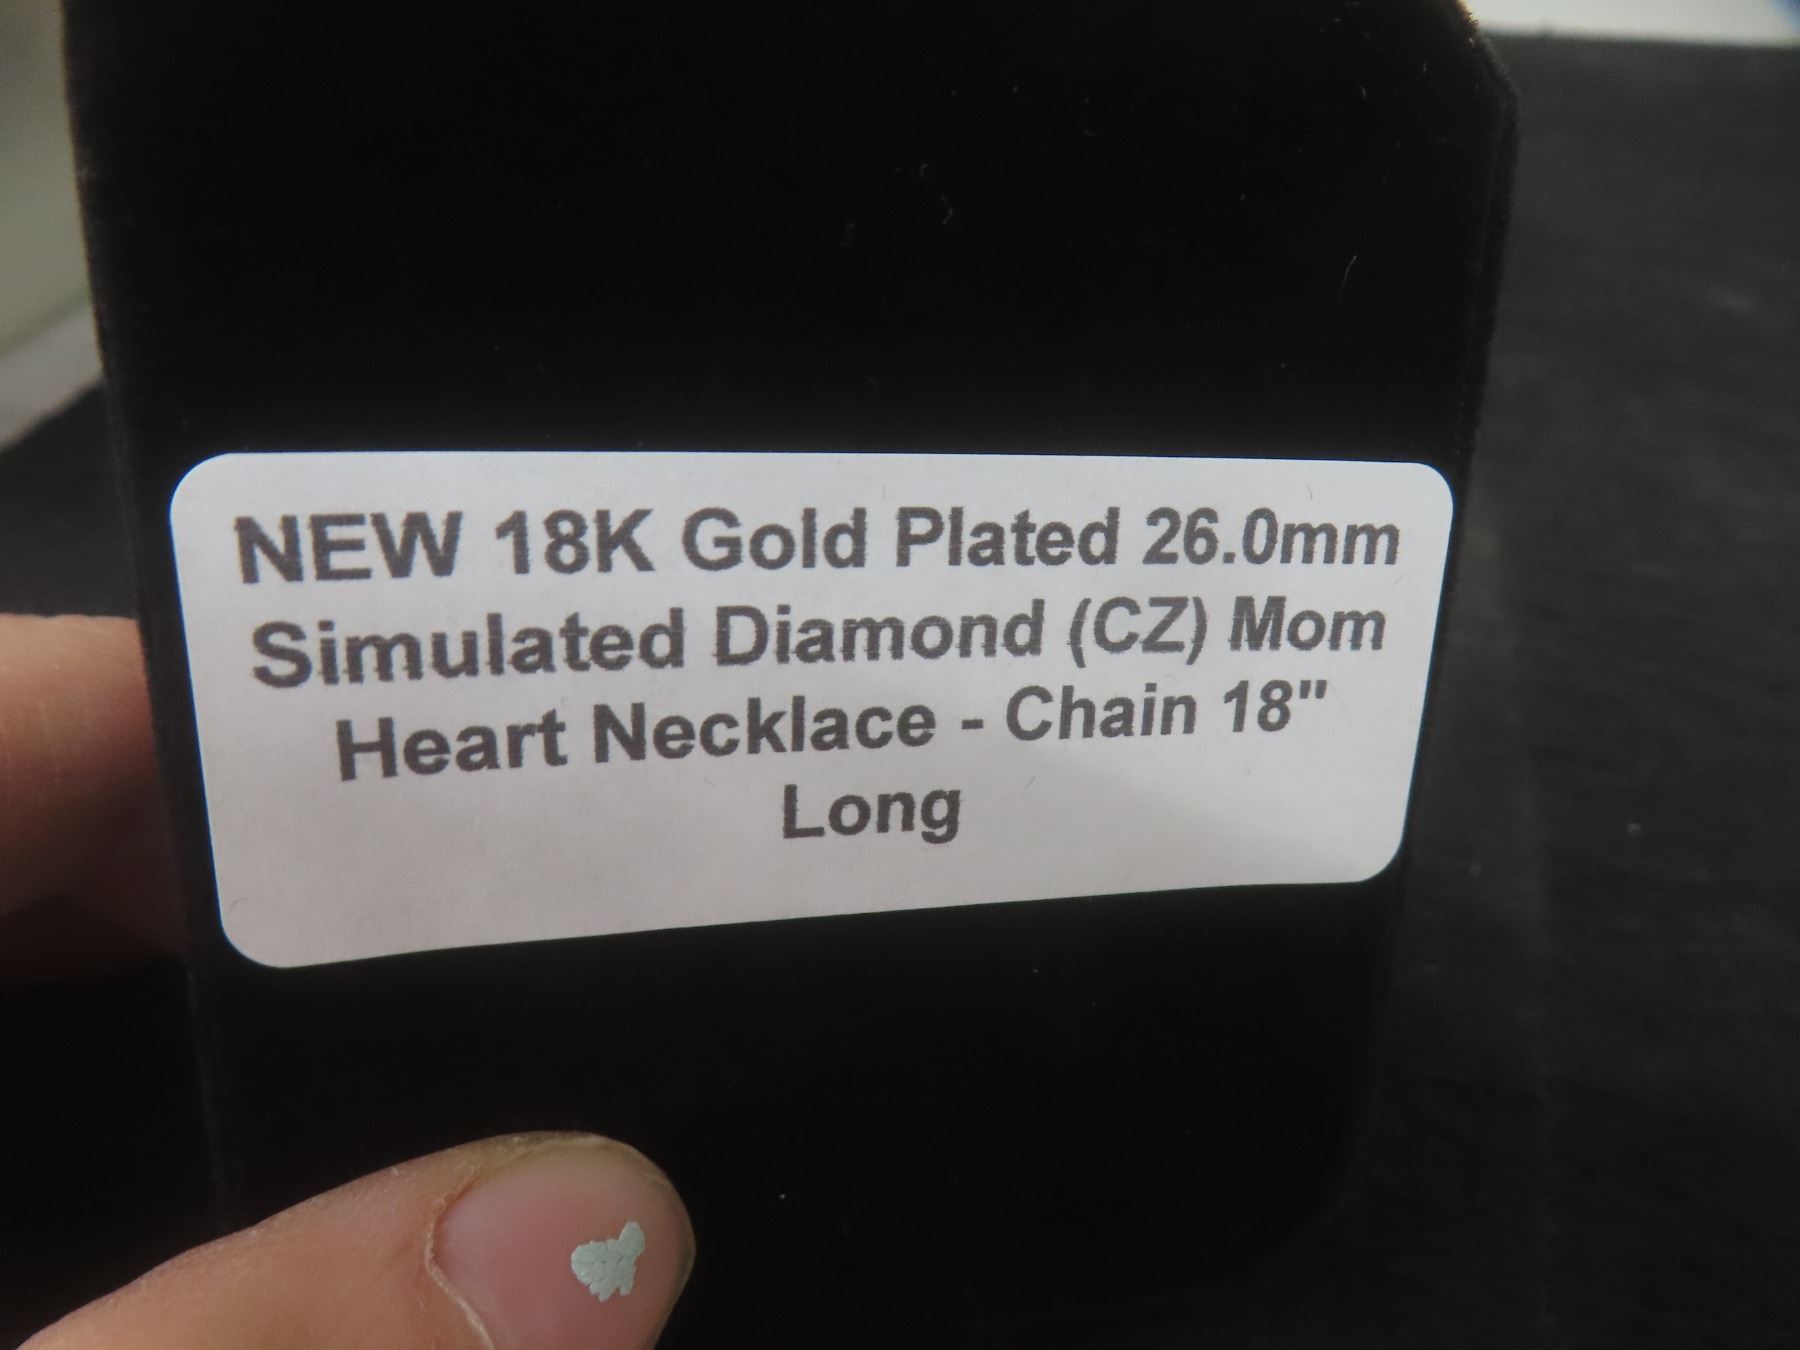 NEW 18K Gold Plated 26.0mm
Simulated Diamond (CZ) Mom
Heart Necklace - Chain 18"
Long